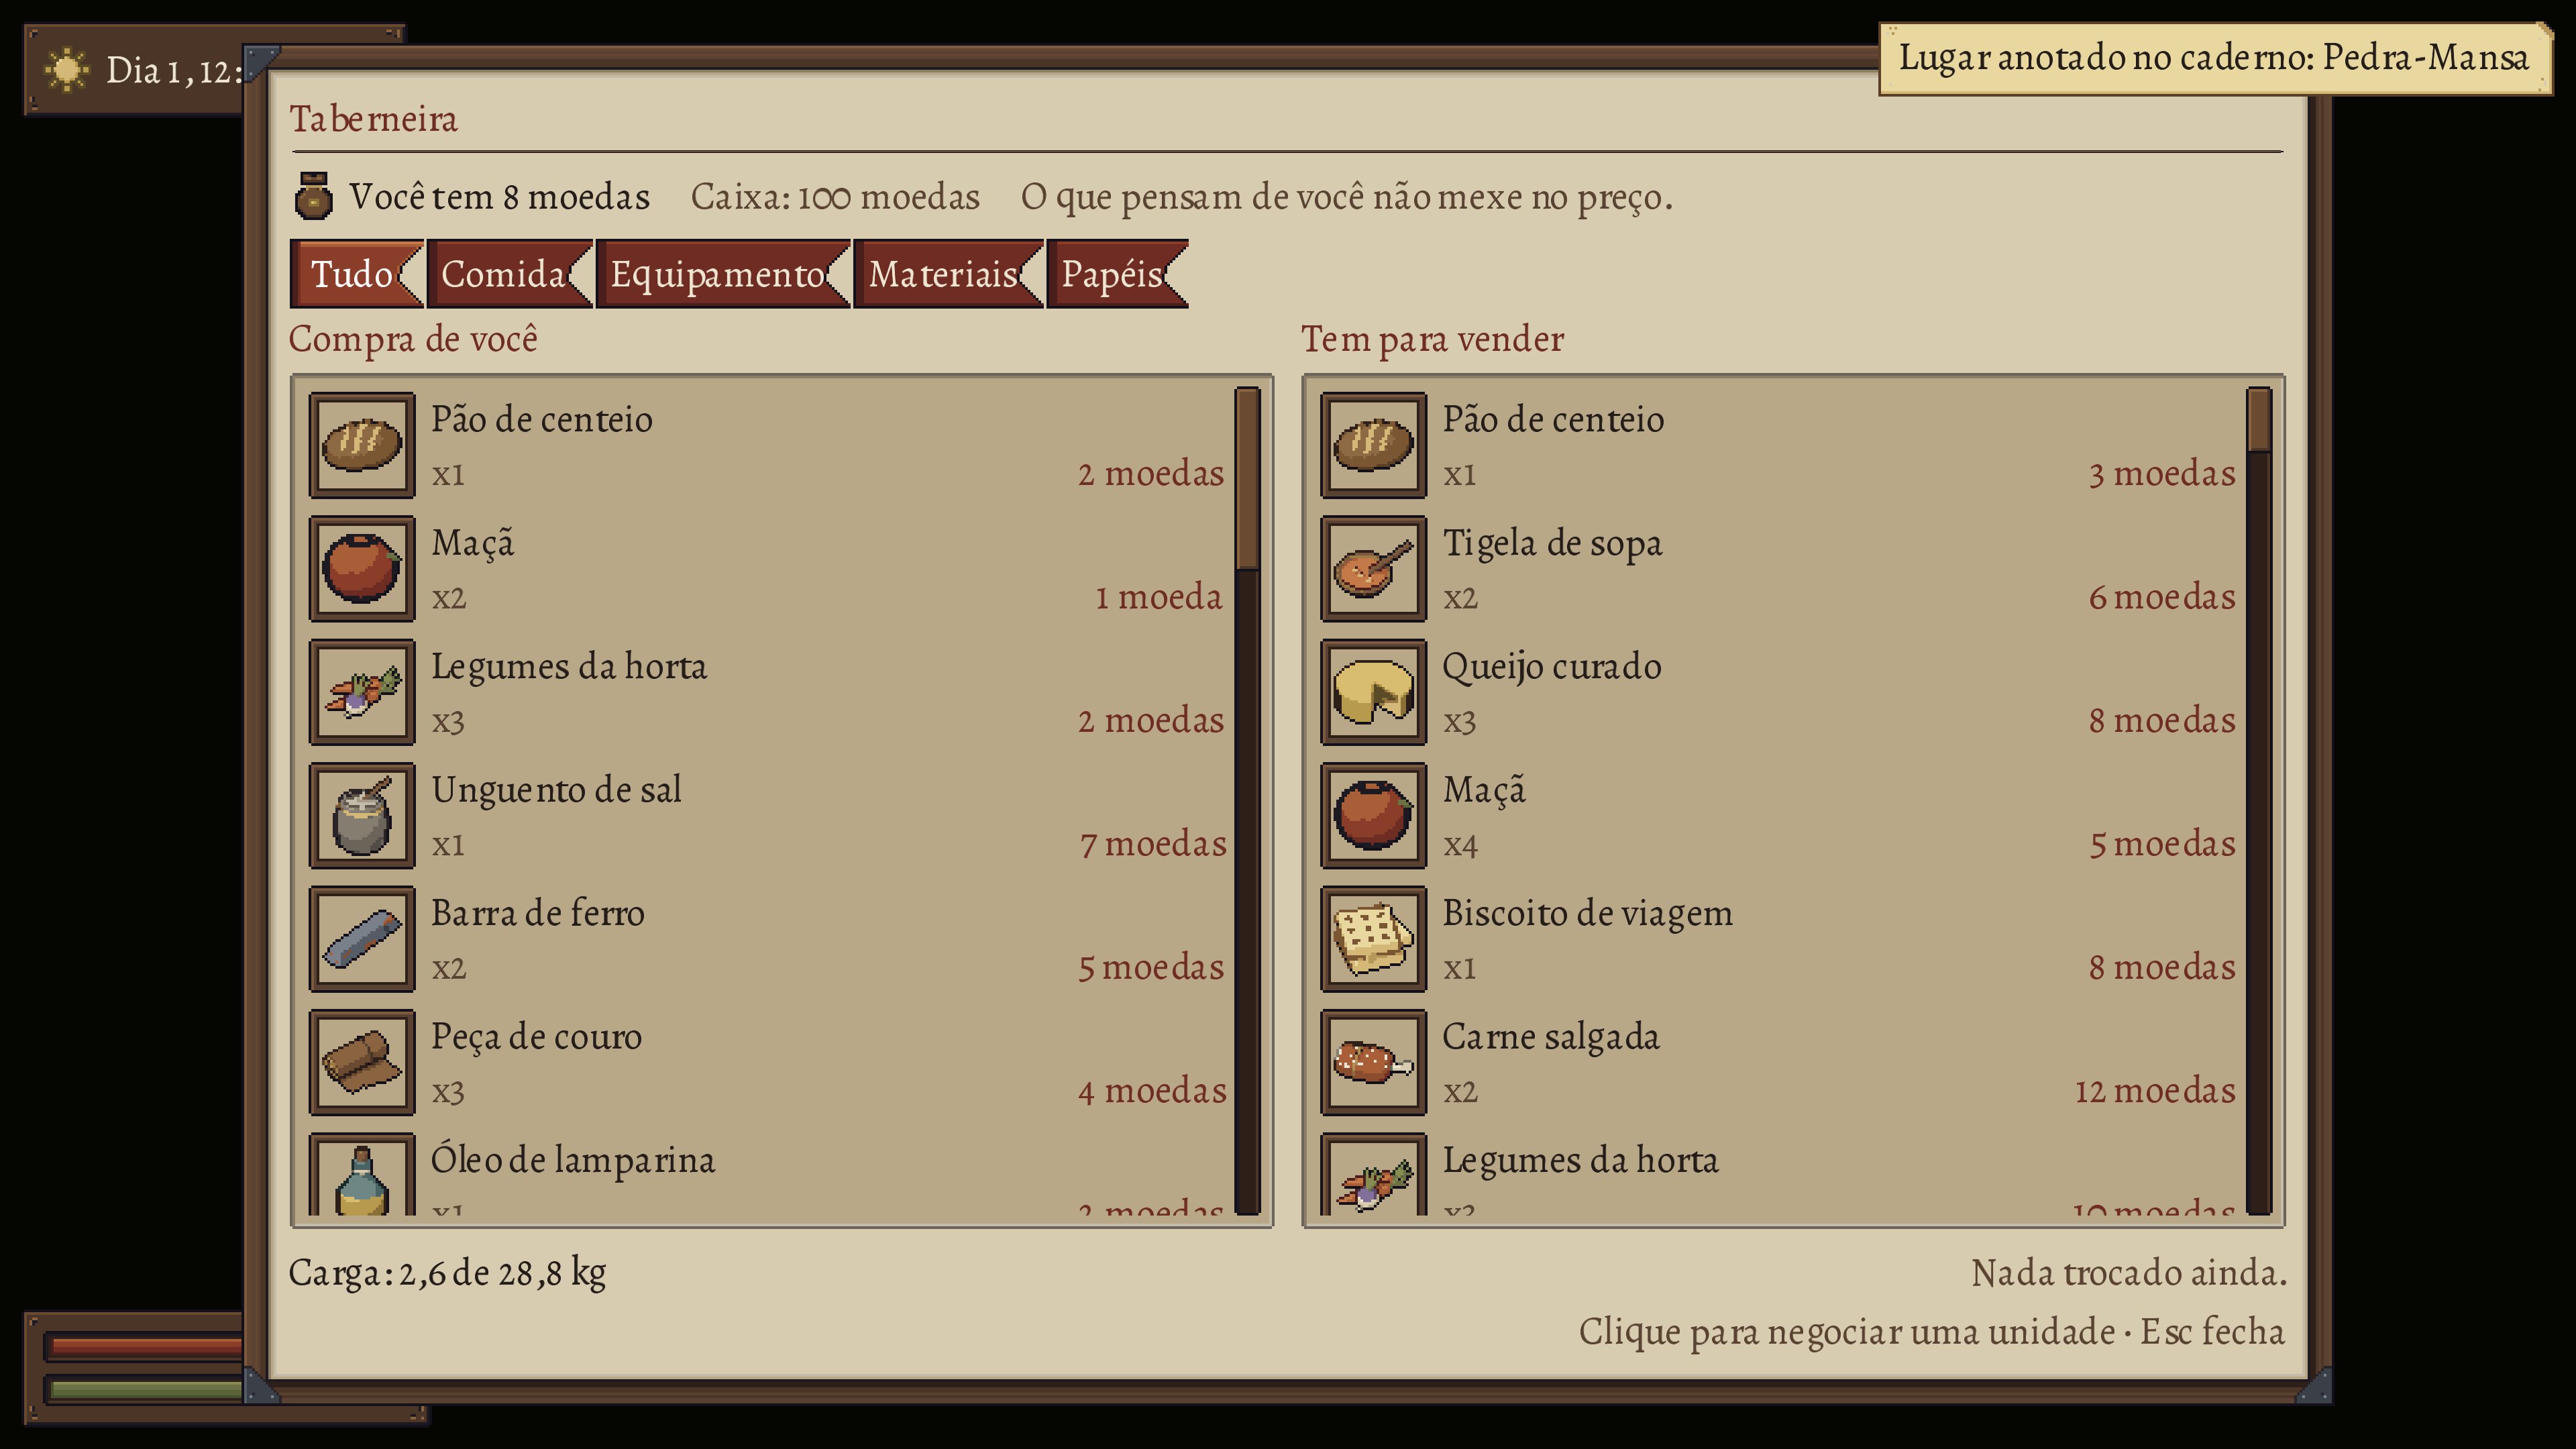 Dia 1, 12:
Lugar anotado no caderno: Pedra-Mansa
Taberneira
Você tem 8 moedas
Caixa: 100 moedas
O que pensam de você não mexe no preço.
Tudo
Comida
Equipamento
Materiais
Papéis
Compra de você
Pão de centeio
x1
2 moedas
Maçã
x2
1 moeda
Legumes da horta
x3
2 moedas
Unguento de sal
x1
7 moedas
Barra de ferro
x2
5 moedas
Peça de couro
x3
4 moedas
Óleo de lamparina
x1
Tem para vender
Pão de centeio
x1
3 moedas
Tigela de sopa
x2
6 moedas
Queijo curado
x3
8 moedas
Maçã
x4
5 moedas
Biscoito de viagem
x1
8 moedas
Carne salgada
x2
12 moedas
Legumes da horta
10 moedas
Carga: 2,6 de 28,8 kg
Nada trocado ainda.
Clique para negociar uma unidade · Esc fecha